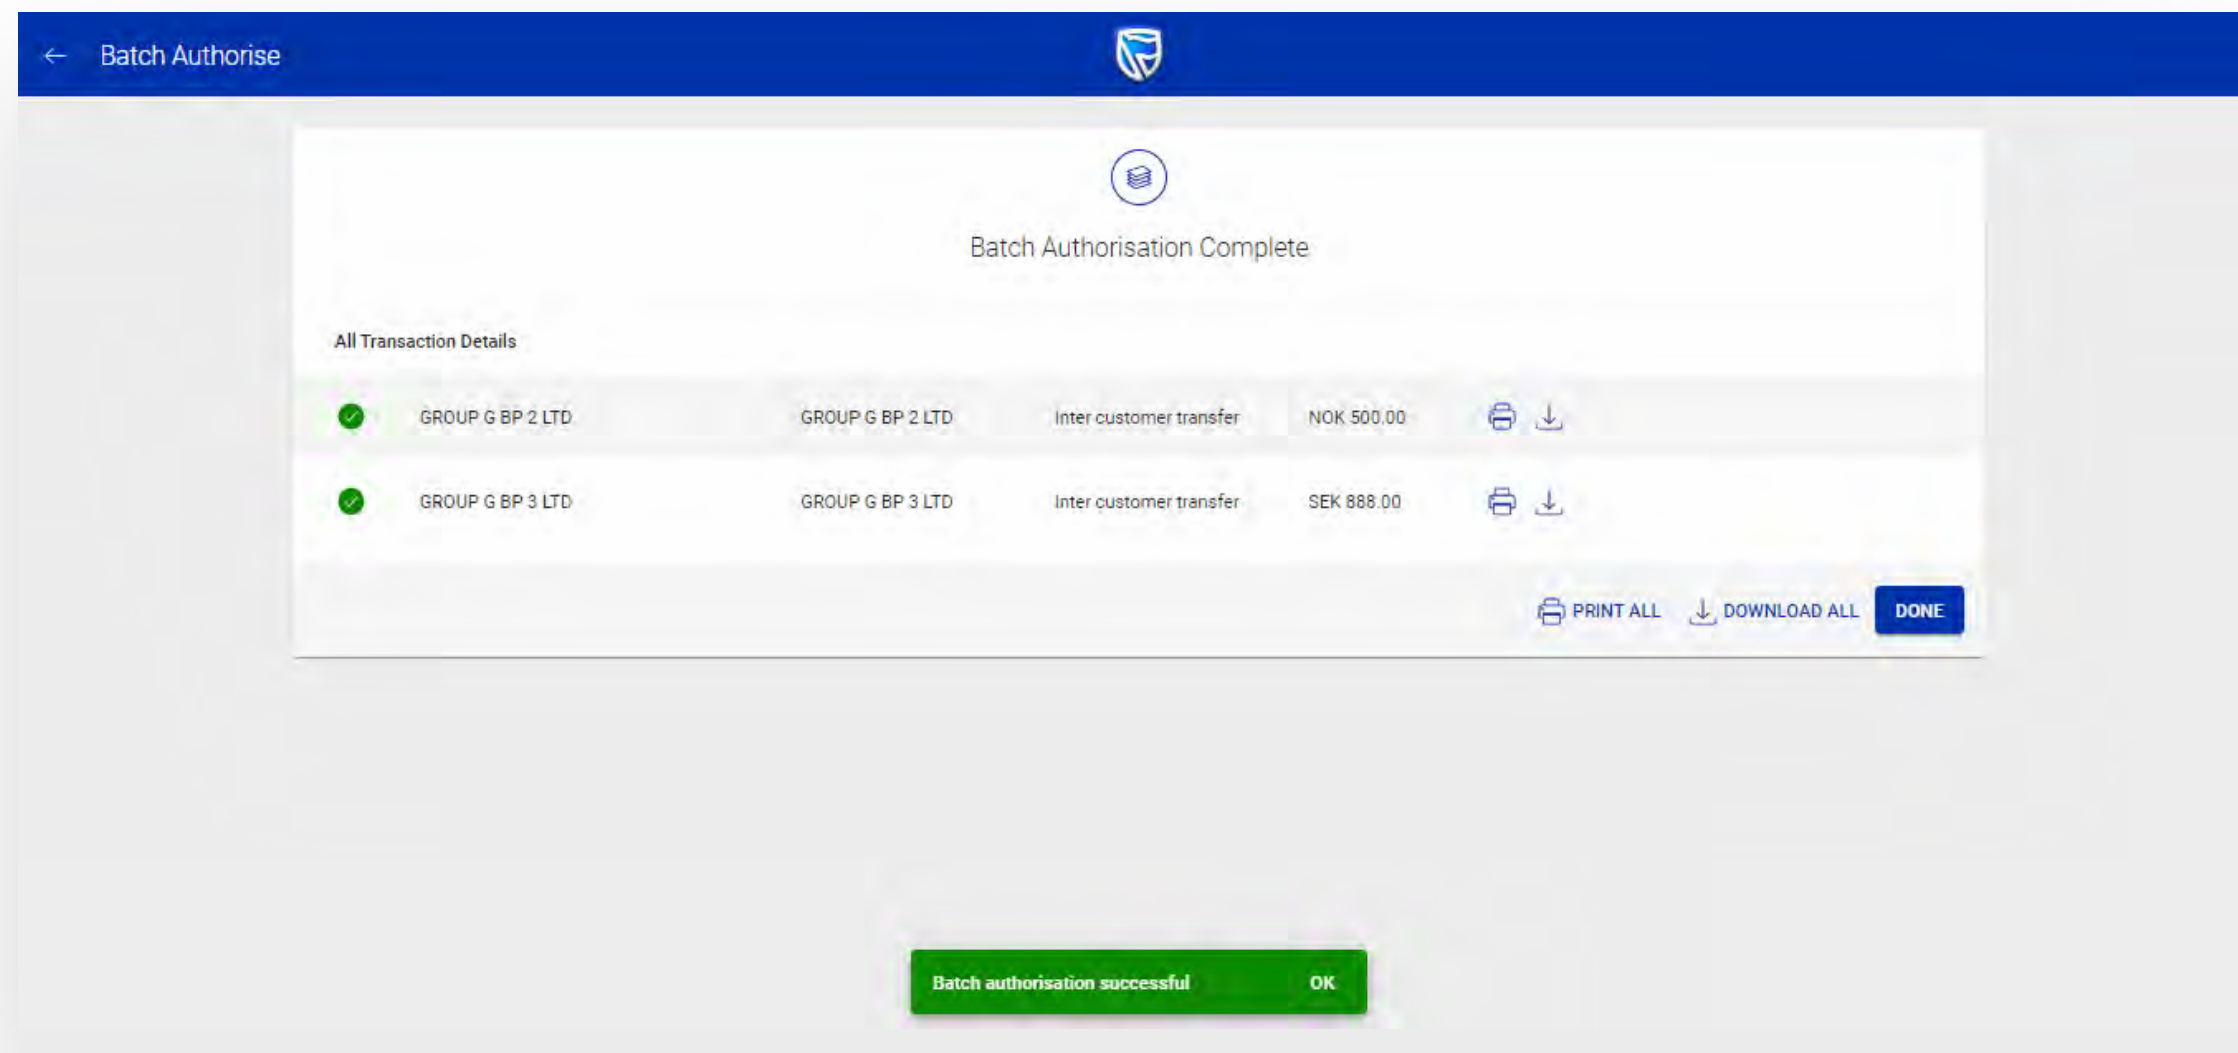 Batch Authorise
Batch Authorisation Complete
All Transaction Details
GROUP G BP 2 LTD GROUP G BP 2 LTD Inter customer transfer NOK 500.00
GROUP G BP 3 LTD GROUP G BP 3 LTD Inter customer transfer SEK 888.00
PRINT ALL DOWNLOAD ALL DONE
Batch authorisation successful OK